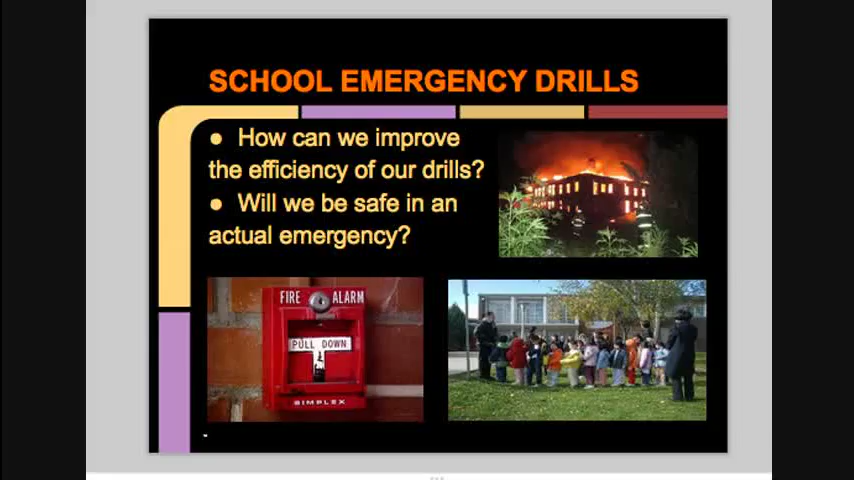 SCHOOL EMERGENCY DRILLS
● How can we improve
the efficiency of our drills?
● Will we be safe in an
actual emergency?
FIRE ALARM
PULL DOWN
SIMPLEX